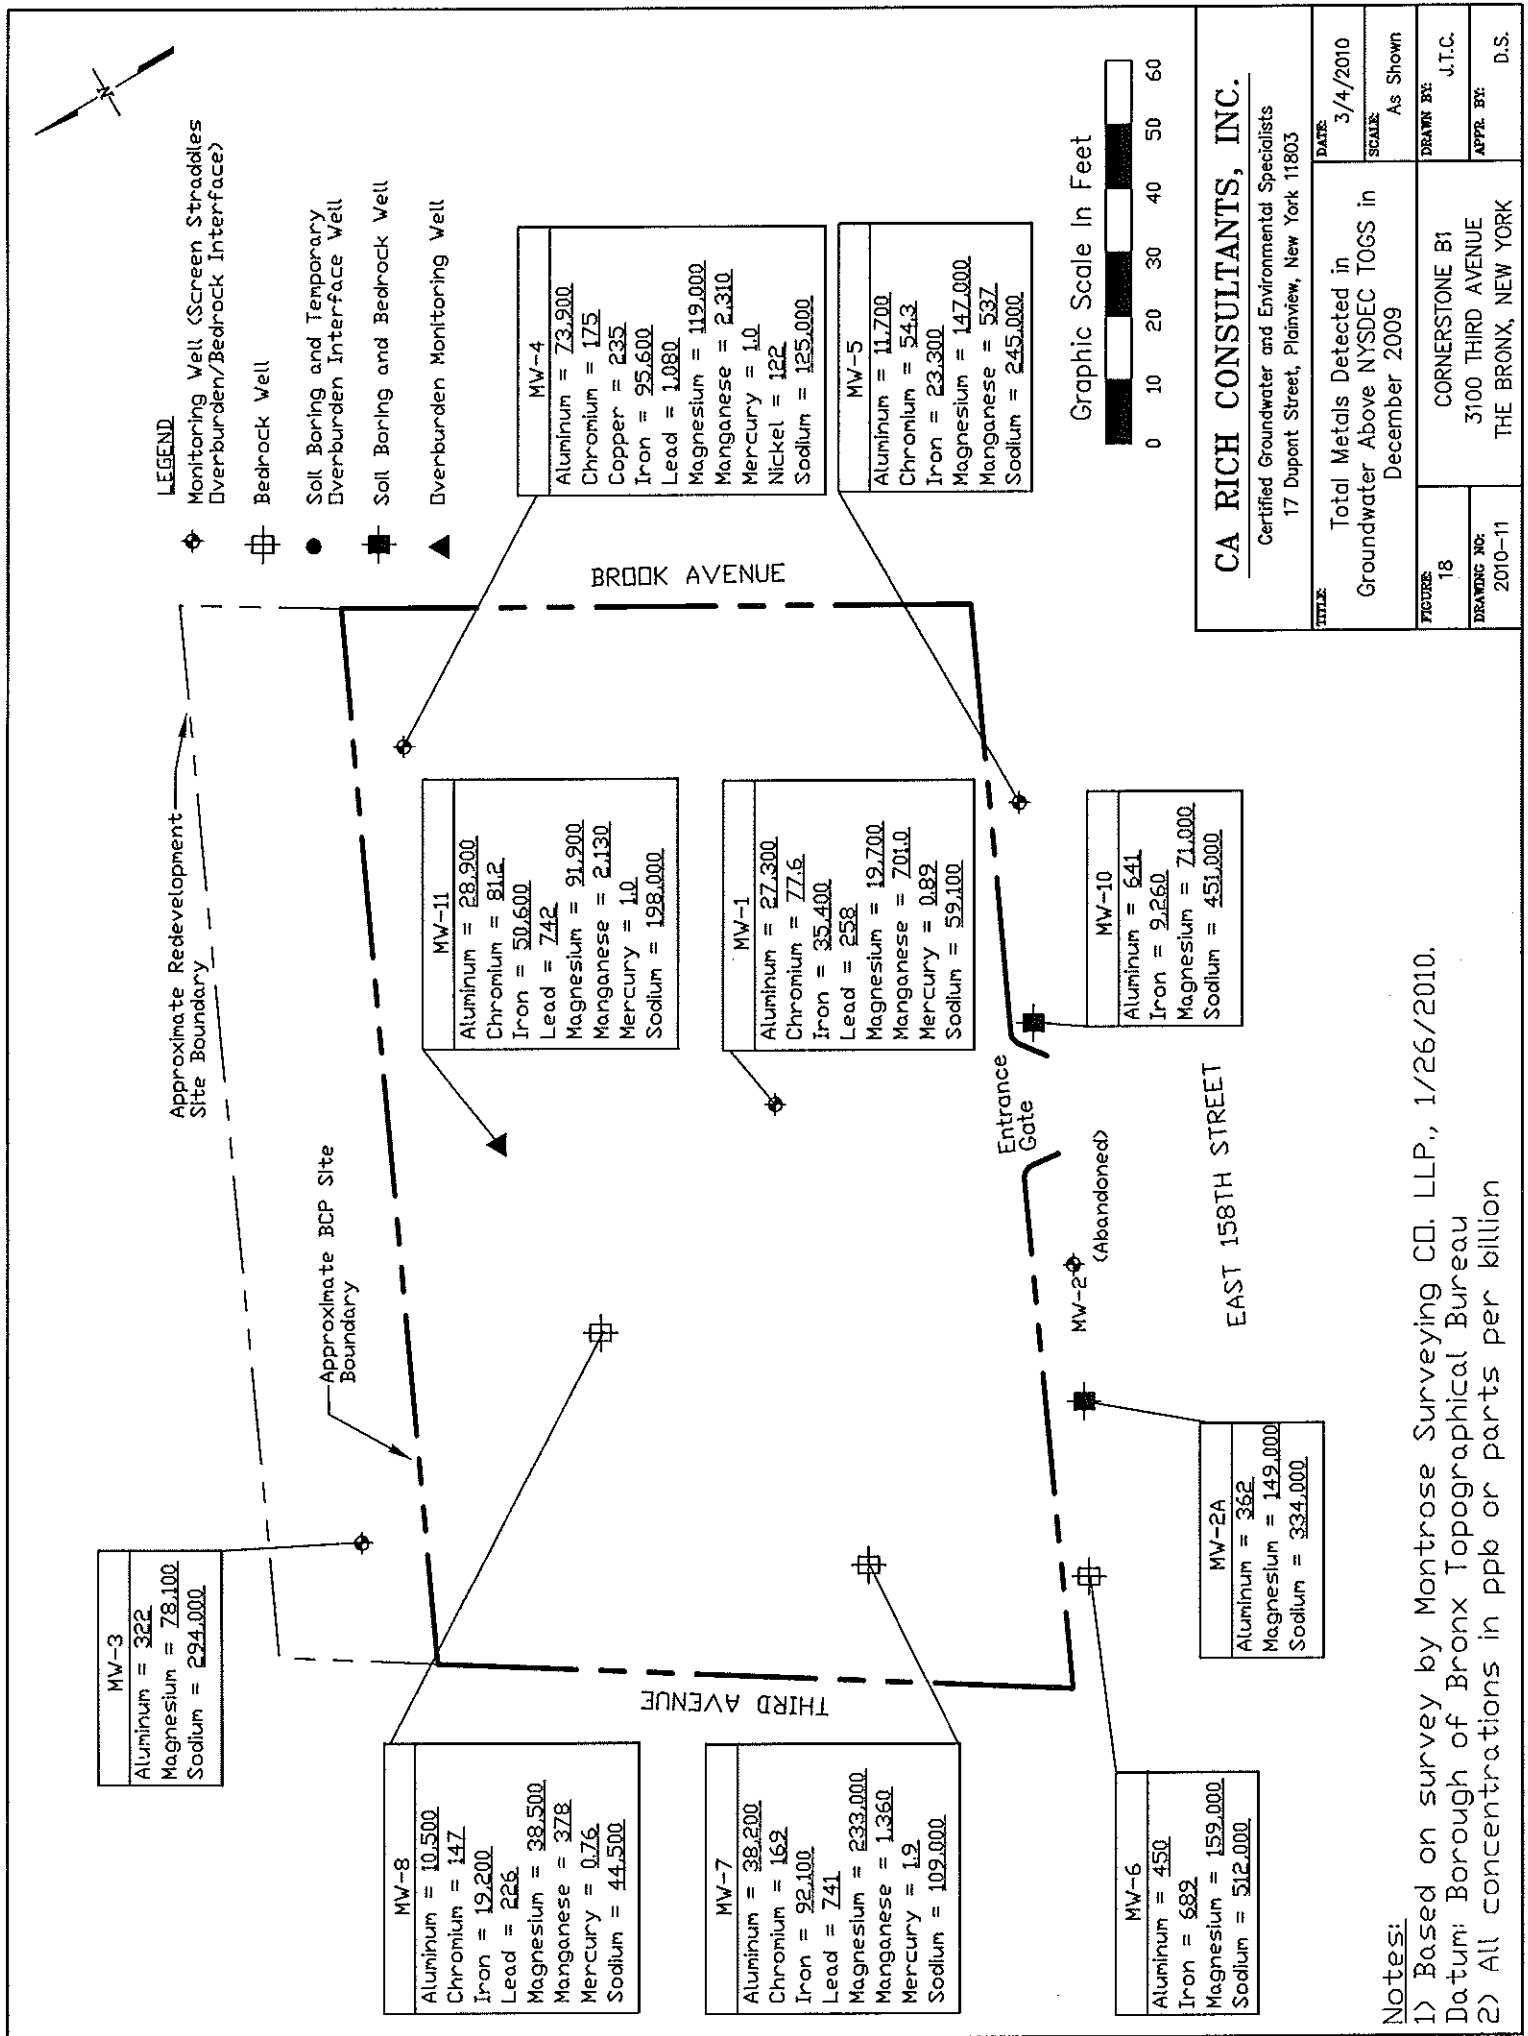 LEGEND
Monitoring Well (Screen Straddles
Overburden/Bedrock Interface)
Bedrock Well
Soil Boring and Temporary
Overburden Interface Well
Soil Boring and Bedrock Well
Overburden Monitoring Well
N
Approximate Redevelopment
Site Boundary
Approximate BCP Site
Boundary
MW-3
Aluminum = 322
Magnesium = 78,100
Sodium = 294,000
MW-8
Aluminum = 10,500
Chromium = 147
Iron = 19,200
Lead = 226
Magnesium = 38,500
Manganese = 378
Mercury = 0.76
Sodium = 44,500
MW-7
Aluminum = 38,200
Chromium = 169
Iron = 92,100
Lead = 741
Magnesium = 233,000
Manganese = 1,360
Mercury = 1.9
Sodium = 109,000
MW-6
Aluminum = 450
Iron = 689
Magnesium = 159,000
Sodium = 512,000
THIRD AVENUE
MW-11
Aluminum = 28,900
Chromium = 81.2
Iron = 50,600
Lead = 742
Magnesium = 91,900
Manganese = 2,130
Mercury = 1.0
Sodium = 198,000
MW-1
Aluminum = 27,300
Chromium = 77.6
Iron = 35,400
Lead = 258
Magnesium = 19,700
Manganese = 701.0
Mercury = 0.89
Sodium = 59,100
BROOK AVENUE
MW-4
Aluminum = 73,900
Chromium = 175
Copper = 235
Iron = 95,600
Lead = 1,080
Magnesium = 119,000
Manganese = 2,310
Mercury = 1.0
Nickel = 122
Sodium = 125,000
MW-5
Aluminum = 11,700
Chromium = 54.3
Iron = 23,300
Magnesium = 147,000
Manganese = 537
Sodium = 245,000
Entrance
Gate
MW-2
(Abandoned)
MW-10
Aluminum = 641
Iron = 9,260
Magnesium = 71,000
Sodium = 451,000
MW-2A
Aluminum = 362
Magnesium = 149,000
Sodium = 334,000
EAST 158TH STREET
Graphic Scale In Feet
0 10 20 30 40 50 60
Notes:
1) Based on survey by Montrose Surveying CO. LLP., 1/26/2010.
Datum: Borough of Bronx Topographical Bureau
2) All concentrations in ppb or parts per billion
CA RICH CONSULTANTS, INC.
Certified Groundwater and Environmental Specialists
17 Dupont Street, Plainview, New York 11803
TITLE:
Total Metals Detected in
Groundwater Above NYSDEC TOGS in
December 2009
DATE:
3/4/2010
SCALE:
As Shown
FIGURE:
18
DRAWING NO:
2010-11
CORNERSTONE B1
3100 THIRD AVENUE
THE BRONX, NEW YORK
DRAWN BY:
J.T.C.
APPR. BY:
D.S.